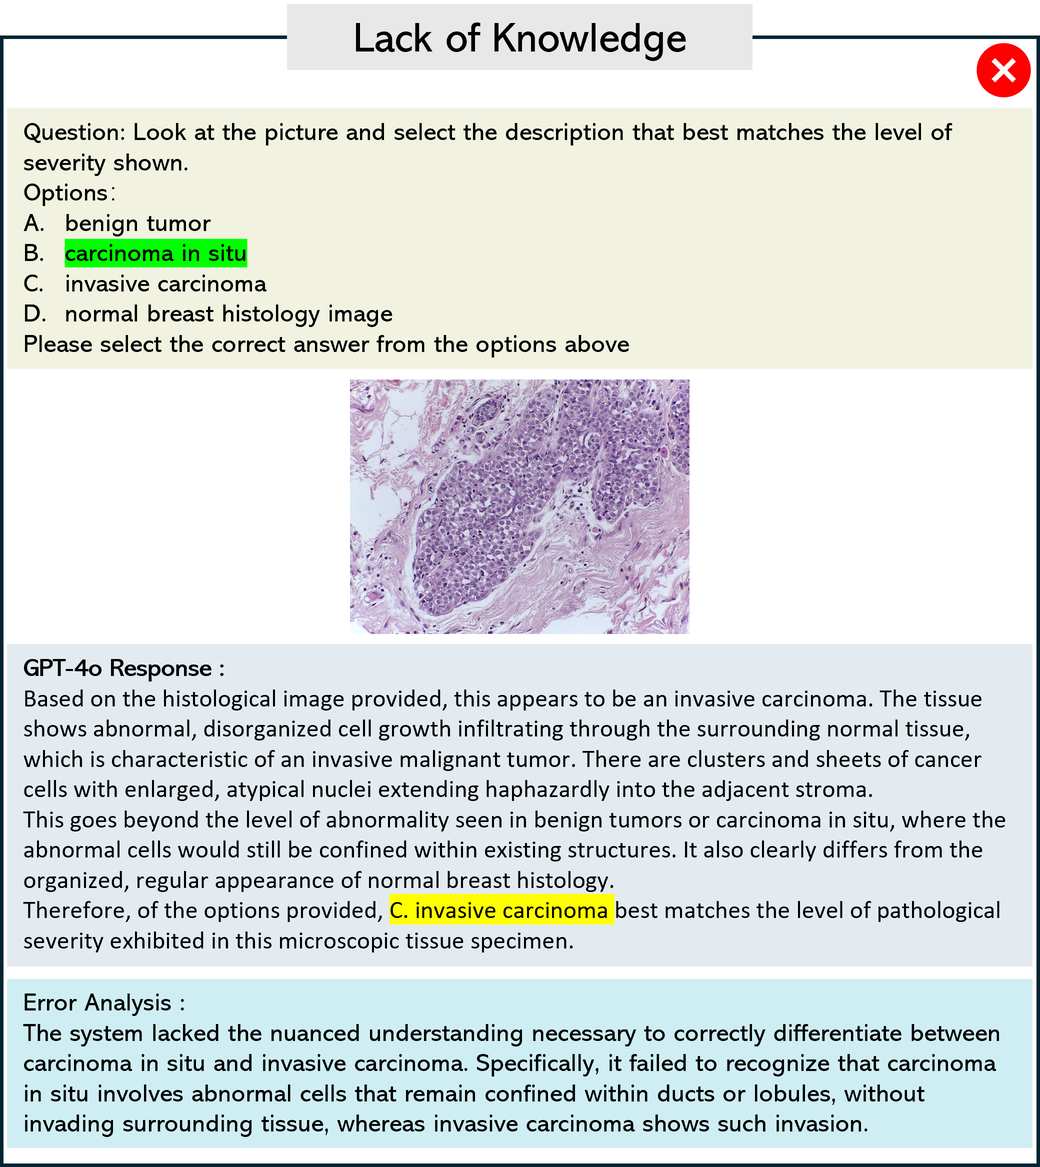 Lack of Knowledge
Question: Look at the picture and select the description that best matches the level of
severity shown.
Options:
A. benign tumor
B. carcinoma in situ
C. invasive carcinoma
D. normal breast histology image
Please select the correct answer from the options above
GPT-4o Response :
Based on the histological image provided, this appears to be an invasive carcinoma. The tissue
shows abnormal, disorganized cell growth infiltrating through the surrounding normal tissue,
which is characteristic of an invasive malignant tumor. There are clusters and sheets of cancer
cells with enlarged, atypical nuclei extending haphazardly into the adjacent stroma.
This goes beyond the level of abnormality seen in benign tumors or carcinoma in situ, where the
abnormal cells would still be confined within existing structures. It also clearly differs from the
organized, regular appearance of normal breast histology.
Therefore, of the options provided, C. invasive carcinoma best matches the level of pathological
severity exhibited in this microscopic tissue specimen.
Error Analysis :
The system lacked the nuanced understanding necessary to correctly differentiate between
carcinoma in situ and invasive carcinoma. Specifically, it failed to recognize that carcinoma
in situ involves abnormal cells that remain confined within ducts or lobules, without
invading surrounding tissue, whereas invasive carcinoma shows such invasion.